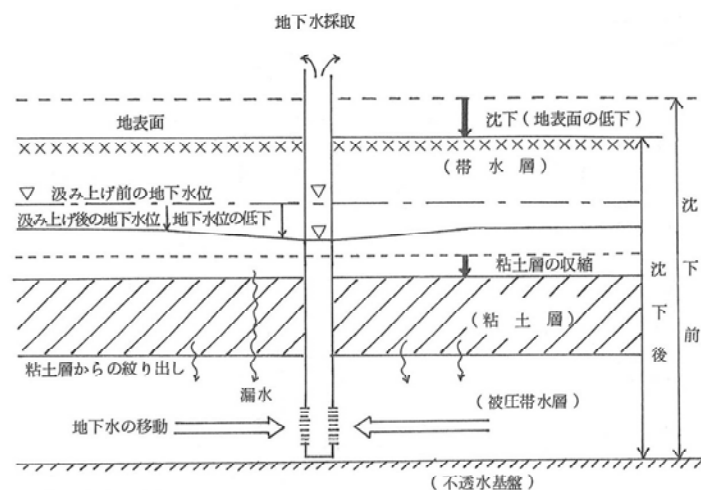 地下水採取
地表面
沈下(地表面の低下)
(帯水層)
汲み上げ前の地下水位
汲み上げ後の地下水位
地下水位の低下
粘土層の収縮
(粘土層)
沈下後
沈下前
粘土層からの絞り出し
漏水
(被圧帯水層)
地下水の移動
(不透水基盤)